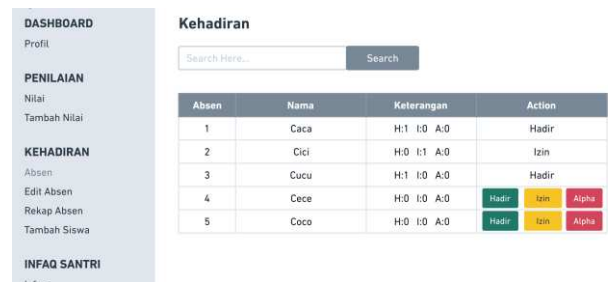 DASHBOARD
Profil
PENILAIAN
Nilai
Tambah Nilai
KEHADIRAN
Absen
Edit Absen
Rekap Absen
Tambah Siswa
INFAQ SANTRI
Kehadiran
Search Here... Search
Absen Nama Keterangan Action
1 Caca H:1 I:0 A:0 Hadir
2 Cici H:0 I:1 A:0 Izin
3 Cucu H:1 I:0 A:0 Hadir
4 Cece H:0 I:0 A:0 Hadir Izin Alpha
5 Coco H:0 I:0 A:0 Hadir Izin Alpha